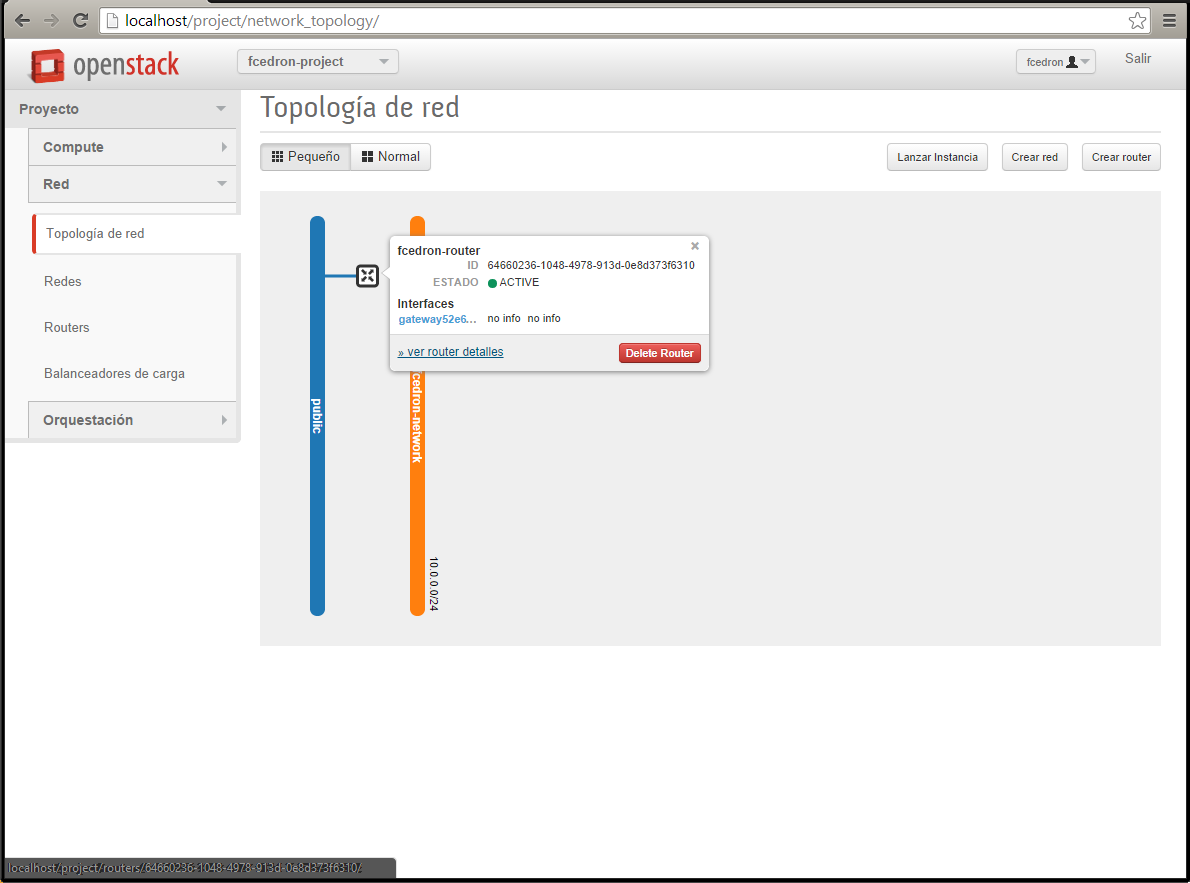 localhost/project/network_topology/
openstack
fcedron-project
fcedron
Salir
Proyecto
Compute
Red
Topología de red
Redes
Routers
Balanceadores de carga
Orquestación
Topología de red
Pequeño
Normal
Lanzar Instancia
Crear red
Crear router
fcedron-router
ID 64660236-1048-4978-913d-0e8d373f6310
ESTADO ACTIVE
Interfaces
gateway52e6... no info no info
» ver router detalles
Delete Router
public
cedron-network
10.0.0.0/24
localhost/project/routers/64660236-1048-4978-913d-0e8d373f6310/